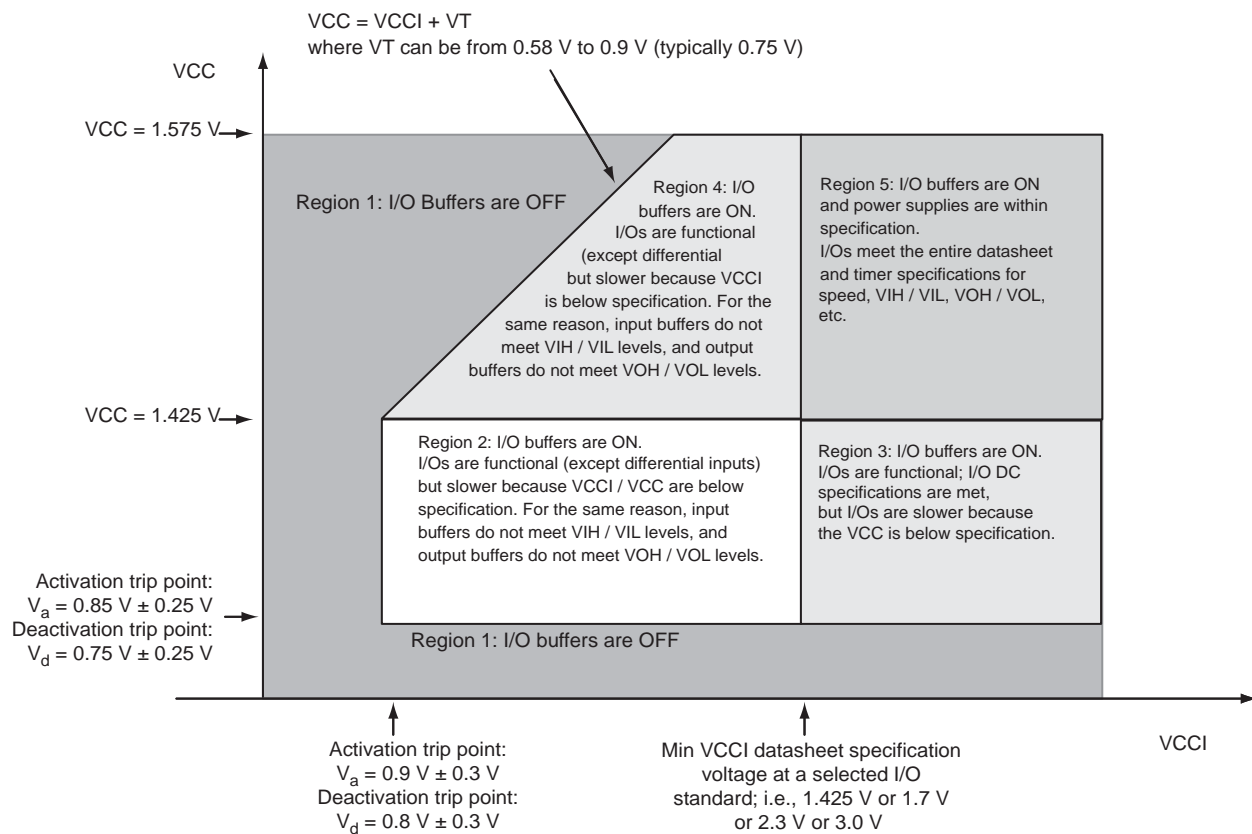 VCC = VCCI + VT
where VT can be from 0.58 V to 0.9 V (typically 0.75 V)
VCC
VCC = 1.575 V
Region 1: I/O Buffers are OFF
Region 4: I/O
buffers are ON.
I/Os are functional
(except differential
but slower because VCCI
is below specification. For the
same reason, input buffers do not
meet VIH / VIL levels, and output
buffers do not meet VOH / VOL levels.
Region 5: I/O buffers are ON
and power supplies are within
specification.
I/Os meet the entire datasheet
and timer specifications for
speed, VIH / VIL, VOH / VOL,
etc.
VCC = 1.425 V
Region 2: I/O buffers are ON.
I/Os are functional (except differential inputs)
but slower because VCCI / VCC are below
specification. For the same reason, input
buffers do not meet VIH / VIL levels, and
output buffers do not meet VOH / VOL levels.
Region 3: I/O buffers are ON.
I/Os are functional; I/O DC
specifications are met,
but I/Os are slower because
the VCC is below specification.
Activation trip point:
Va = 0.85 V ± 0.25 V
Deactivation trip point:
Vd = 0.75 V ± 0.25 V
Region 1: I/O buffers are OFF
VCCI
Activation trip point:
Va = 0.9 V ± 0.3 V
Deactivation trip point:
Vd = 0.8 V ± 0.3 V
Min VCCI datasheet specification
voltage at a selected I/O
standard; i.e., 1.425 V or 1.7 V
or 2.3 V or 3.0 V